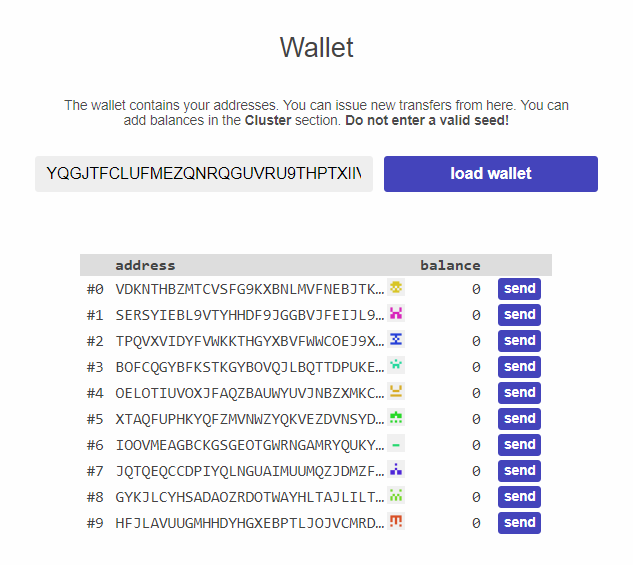 Wallet
The wallet contains your addresses. You can issue new transfers from here. You can
add balances in the Cluster section. Do not enter a valid seed!
YQGJTFCLUFMEZQNRQGUVRU9THPTXIIV load wallet
address balance
#0 VDKNTHBZMTCVSFG9KXBNLMVFNEBJTK… 0 send
#1 SERSYIEBL9VTYHHDF9JGGBVJFEIJL9… 0 send
#2 TPQVXVIDYFVWKKTHGYXBVFWWCOEJ9X… 0 send
#3 BOFCQGYBFKSTKGYBOVQJLBQTTDPUKE… 0 send
#4 OELOTIUVOXJFAQZBAUWYUVJNBZXMKC… 0 send
#5 XTAQFUPHKYQFZMVNWZYQKVEZDVNSYD… 0 send
#6 IOOVMEAGBCKGSGEOTGWRNGAMRYQUKY… 0 send
#7 JQTQEQCCDPIYQLNGUAIMUUMQZJDMZF… 0 send
#8 GYKJLCYHSADAOZRDOTWAYHLTAJLILT… 0 send
#9 HFJLAVUUGMHHDYHGXEBPTLJOJVCMRD… 0 send